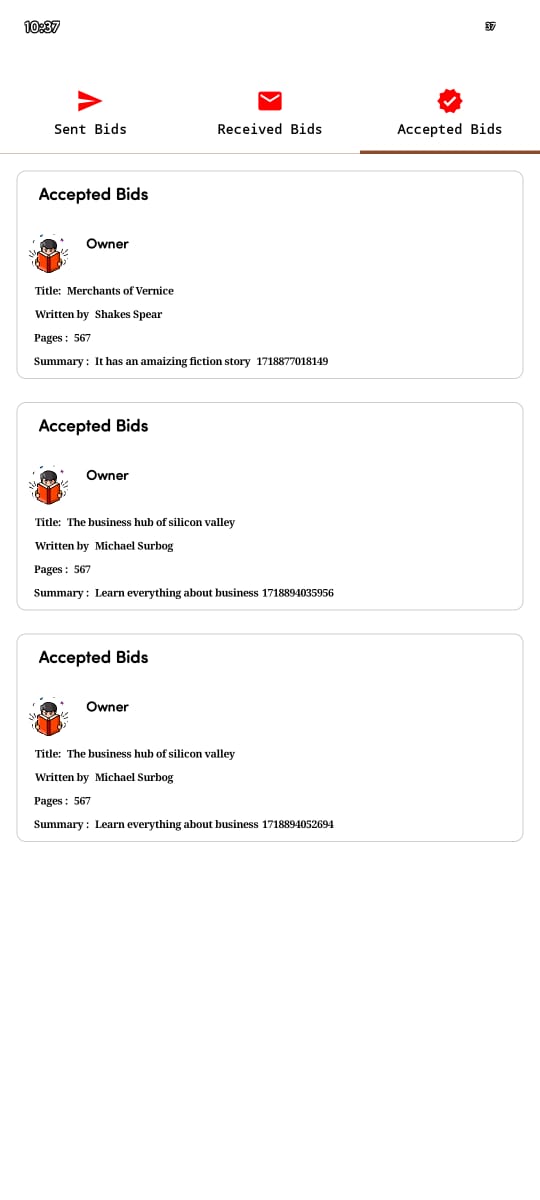 10:37
37
Sent Bids
Received Bids
Accepted Bids
Accepted Bids
Owner
Title: Merchants of Vernice
Written by Shakes Spear
Pages : 567
Summary : It has an amaizing fiction story 1718877018149
Accepted Bids
Owner
Title: The business hub of silicon valley
Written by Michael Surbog
Pages : 567
Summary : Learn everything about business 1718894035956
Accepted Bids
Owner
Title: The business hub of silicon valley
Written by Michael Surbog
Pages : 567
Summary : Learn everything about business 1718894052694